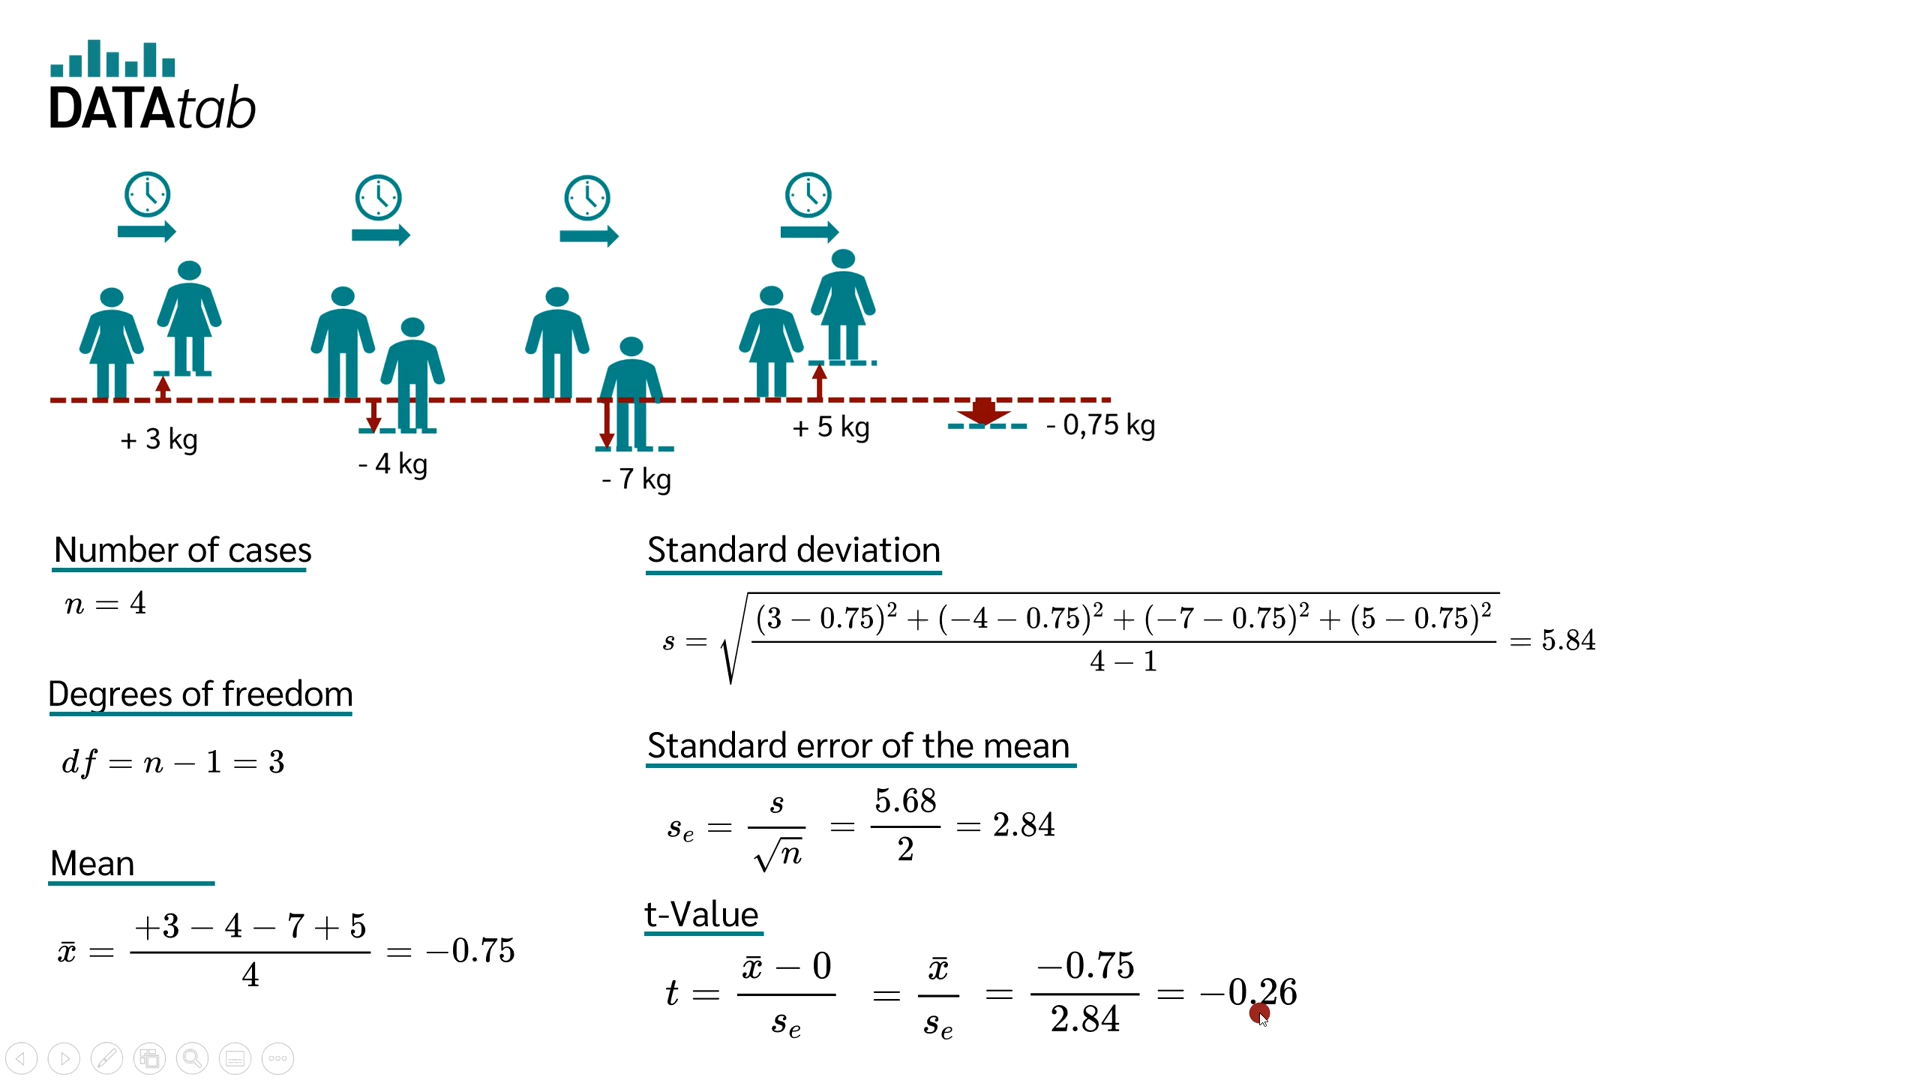 DATAtab
+ 3 kg
- 4 kg
- 7 kg
+ 5 kg
- 0,75 kg
Number of cases
n = 4
Degrees of freedom
df = n − 1 = 3
Mean
x̄ = (+3 − 4 − 7 + 5) / 4 = −0.75
Standard deviation
s = √(((3 − 0.75)² + (−4 − 0.75)² + (−7 − 0.75)² + (5 − 0.75)²) / (4 − 1)) = 5.84
Standard error of the mean
sₑ = s / √n = 5.68 / 2 = 2.84
t-Value
t = (x̄ − 0) / sₑ = x̄ / sₑ = −0.75 / 2.84 = −0.26